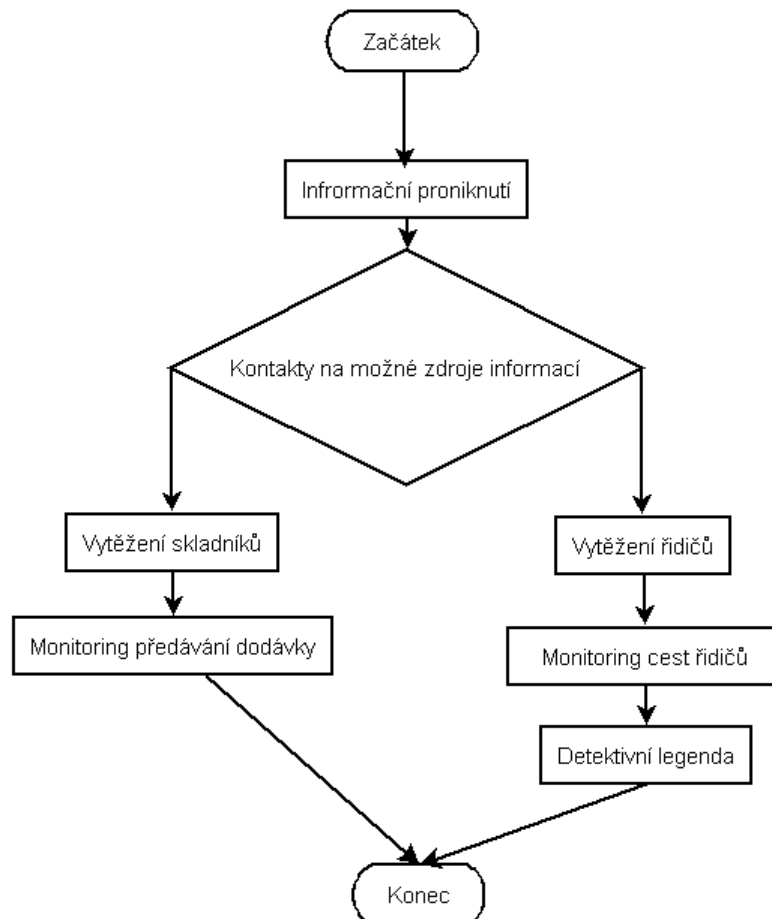 Začátek
Infrormační proniknutí
Kontakty na možné zdroje informací
Vytěžení skladníků
Vytěžení řidičů
Monitoring předávání dodávky
Monitoring cest řidičů
Detektivní legenda
Konec